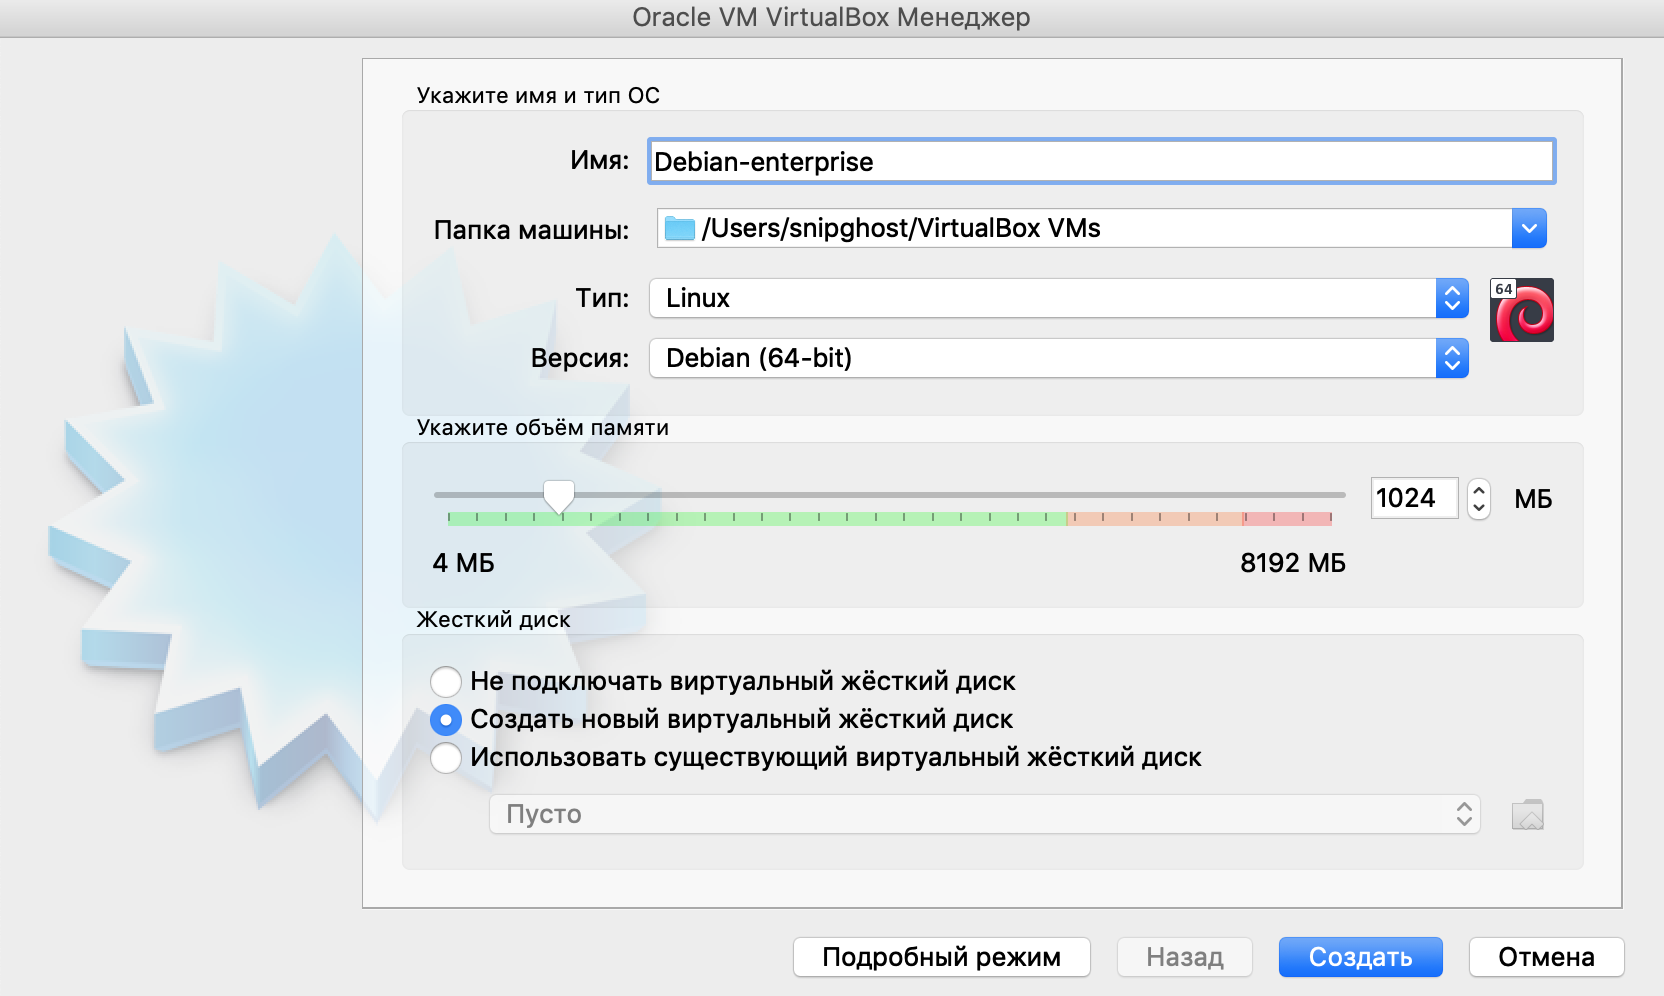 Oracle VM VirtualBox Менеджер
Укажите имя и тип ОС
Имя: Debian-enterprise
Папка машины: /Users/snipghost/VirtualBox VMs
Тип: Linux
64
Версия: Debian (64-bit)
Укажите объём памяти
1024 МБ
4 МБ 8192 МБ
Жесткий диск
Не подключать виртуальный жёсткий диск
Создать новый виртуальный жёсткий диск
Использовать существующий виртуальный жёсткий диск
Пусто
Подробный режим Назад Создать Отмена